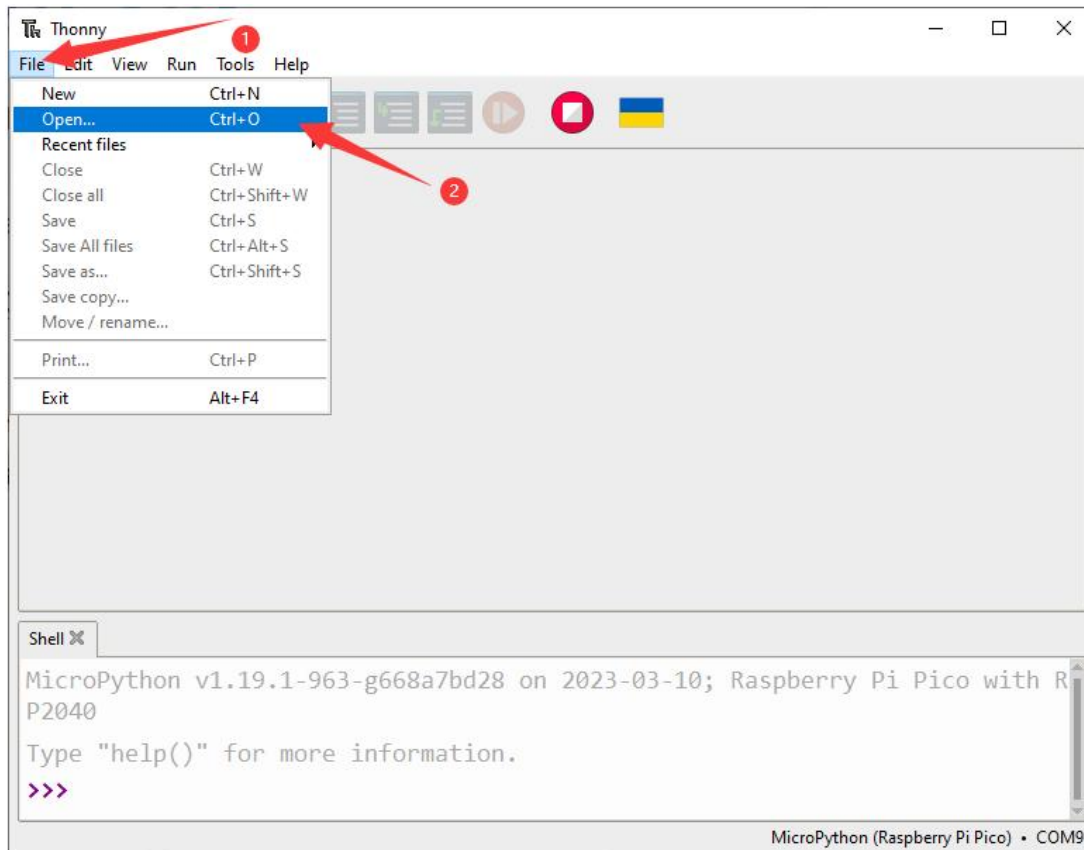 Thonny
1
File Edit View Run Tools Help
New Ctrl+N
Open... Ctrl+O
Recent files
2
Close Ctrl+W
Close all Ctrl+Shift+W
Save Ctrl+S
Save All files Ctrl+Alt+S
Save as... Ctrl+Shift+S
Save copy...
Move / rename...
Print... Ctrl+P
Exit Alt+F4
Shell
MicroPython v1.19.1-963-g668a7bd28 on 2023-03-10; Raspberry Pi Pico with R
P2040
Type "help()" for more information.
>>>
MicroPython (Raspberry Pi Pico) • COM9